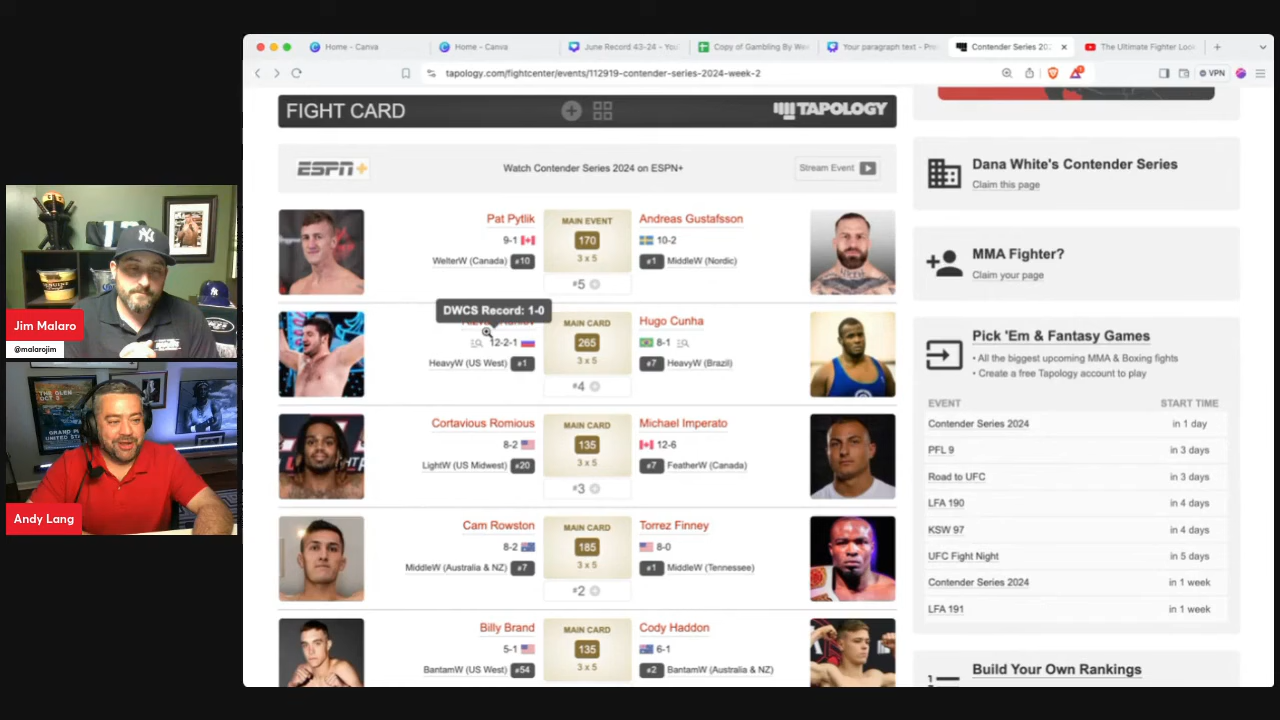 Home - Canva
Home - Canva
June Record 43-24 - You
Copy of Gambling By We
Your paragraph text - Pre
Contender Series 20
The Ultimate Fighter Loo
tapology.com/fightcenter/events/112919-contender-series-2024-week-2
VPN
FIGHT CARD
TAPOLOGY
ESPN+
Watch Contender Series 2024 on ESPN+
Stream Event
Pat Pytlik
MAIN EVENT
Andreas Gustafsson
9-1
170
10-2
WelterW (Canada) #10
3 x 5
#1 MiddleW (Nordic)
#5
DWCS Record: 1-0
MAIN CARD
Hugo Cunha
12-2-1
265
8-1
HeavyW (US West) #1
3 x 5
#7 HeavyW (Brazil)
#4
Cortavious Romious
MAIN CARD
Michael Imperato
8-2
135
12-6
LightW (US Midwest) #20
3 x 5
#7 FeatherW (Canada)
#3
Cam Rowston
MAIN CARD
Torrez Finney
8-2
185
8-0
MiddleW (Australia & NZ) #7
3 x 5
#1 MiddleW (Tennessee)
#2
Billy Brand
MAIN CARD
Cody Haddon
5-1
135
6-1
BantamW (US West) #54
3 x 5
#2 BantamW (Australia & NZ)
Dana White's Contender Series
Claim this page
MMA Fighter?
Claim your page
Pick 'Em & Fantasy Games
• All the biggest upcoming MMA & Boxing fights
• Create a free Tapology account to play
EVENT START TIME
Contender Series 2024 in 1 day
PFL 9 in 3 days
Road to UFC in 3 days
LFA 190 in 4 days
KSW 97 in 4 days
UFC Fight Night in 5 days
Contender Series 2024 in 1 week
LFA 191 in 1 week
Build Your Own Rankings
Jim Malaro
@malarojim
Andy Lang